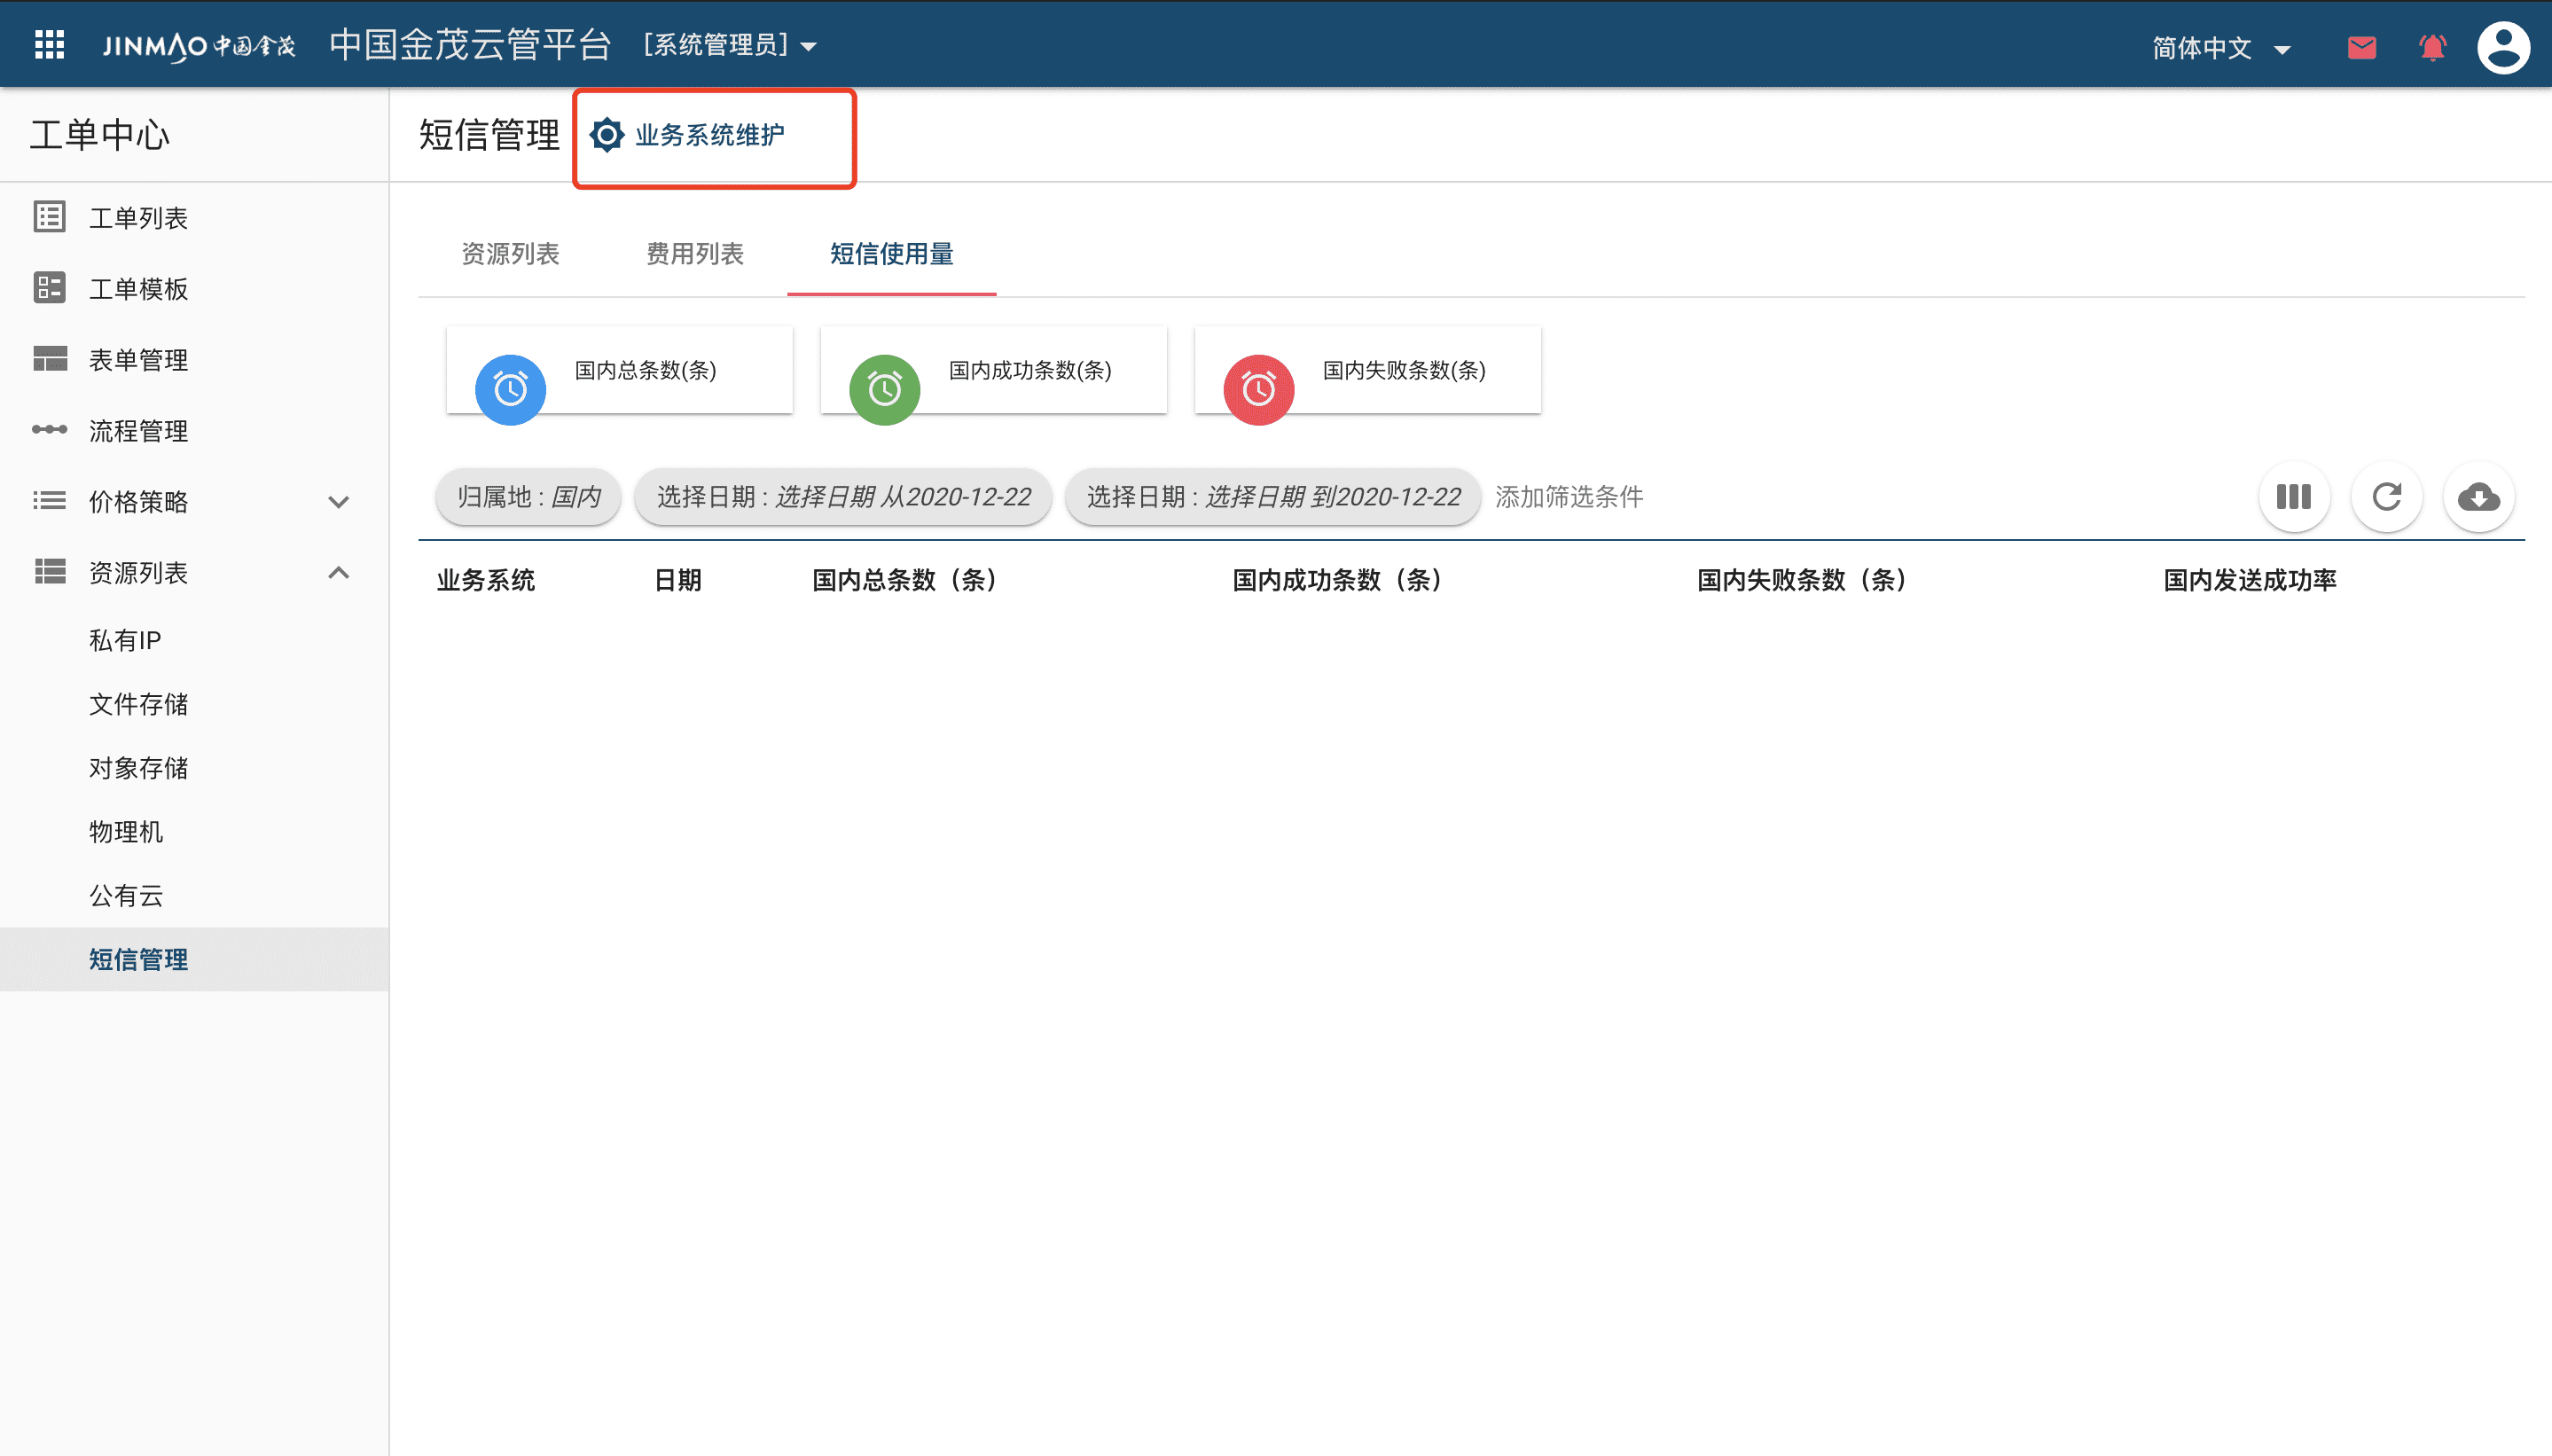 JINMAO 中国金茂 中国金茂云管平台 [系统管理员] 简体中文
工单中心
短信管理 业务系统维护
工单列表
工单模板
表单管理
流程管理
价格策略
资源列表
私有IP
文件存储
对象存储
物理机
公有云
短信管理
资源列表 费用列表 短信使用量
国内总条数(条) 国内成功条数(条) 国内失败条数(条)
归属地 : 国内 选择日期 : 选择日期 从2020-12-22 选择日期 : 选择日期 到2020-12-22 添加筛选条件
业务系统 日期 国内总条数（条） 国内成功条数（条） 国内失败条数（条） 国内发送成功率